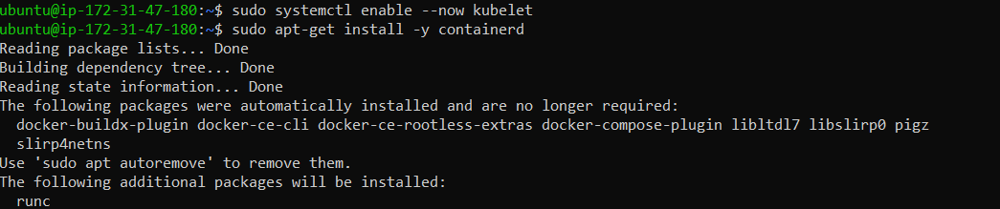 ubuntu@ip-172-31-47-180:~$ sudo systemctl enable --now kubelet
ubuntu@ip-172-31-47-180:~$ sudo apt-get install -y containerd
Reading package lists... Done
Building dependency tree... Done
Reading state information... Done
The following packages were automatically installed and are no longer required:
  docker-buildx-plugin docker-ce-cli docker-ce-rootless-extras docker-compose-plugin libltdl7 libslirp0 pigz
  slirp4netns
Use 'sudo apt autoremove' to remove them.
The following additional packages will be installed:
  runc